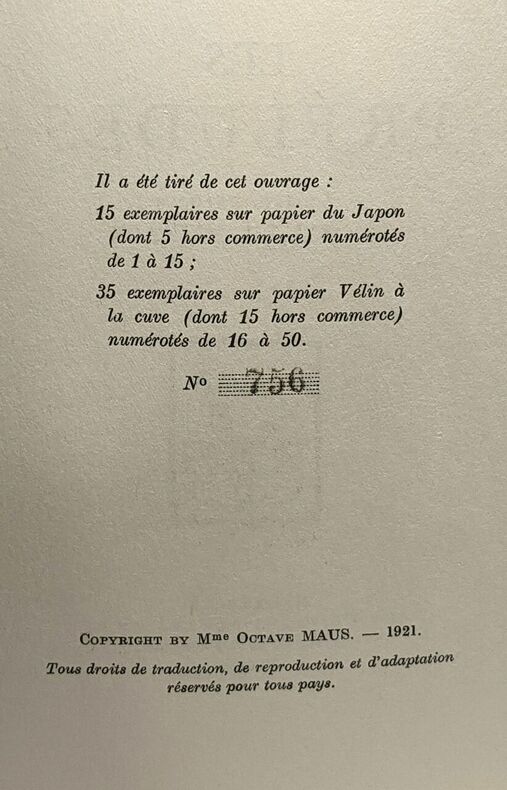 Il a été tiré de cet ouvrage :
15 exemplaires sur papier du Japon
(dont 5 hors commerce) numérotés
de 1 à 15 ;
35 exemplaires sur papier Vélin à
la cuve (dont 15 hors commerce)
numérotés de 16 à 50.
Nº 756
COPYRIGHT BY Mme OCTAVE MAUS. — 1921.
Tous droits de traduction, de reproduction et d'adaptation
réservés pour tous pays.